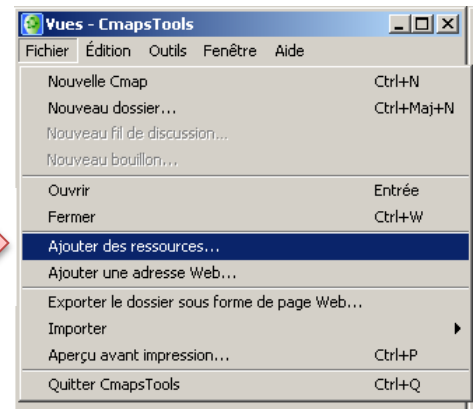 Vues - CmapsTools
Fichier Édition Outils Fenêtre Aide
Nouvelle Cmap Ctrl+N
Nouveau dossier... Ctrl+Maj+N
Nouveau fil de discussion...
Nouveau bouillon...
Ouvrir Entrée
Fermer Ctrl+W
Ajouter des ressources...
Ajouter une adresse Web...
Exporter le dossier sous forme de page Web...
Importer
Aperçu avant impression... Ctrl+P
Quitter CmapsTools Ctrl+Q